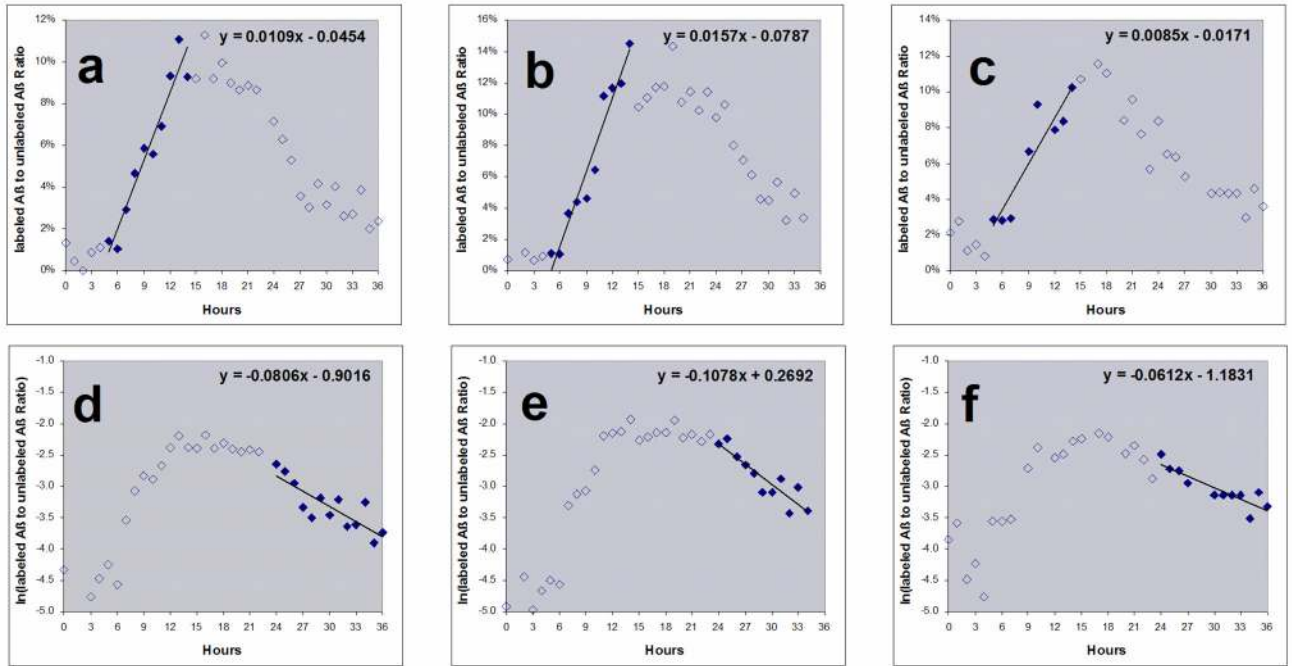 a
y = 0.0109x - 0.0454
labeled Aß to unlabeled Aß Ratio
12%
10%
8%
6%
4%
2%
0%
0 3 6 9 12 15 18 21 24 27 30 33 36
Hours
b
y = 0.0157x - 0.0787
labeled Aß to unlabeled Aß Ratio
16%
14%
12%
10%
8%
6%
4%
2%
0%
0 3 6 9 12 15 18 21 24 27 30 33 36
Hours
c
y = 0.0085x - 0.0171
labeled Aß to unlabeled Aß Ratio
14%
12%
10%
8%
6%
4%
2%
0%
0 3 6 9 12 15 18 21 24 27 30 33 36
Hours
d
y = -0.0806x - 0.9016
ln(labeled Aß to unlabeled Aß Ratio)
-1.0
-1.5
-2.0
-2.5
-3.0
-3.5
-4.0
-4.5
-5.0
0 3 6 9 12 15 18 21 24 27 30 33 36
Hours
e
y = -0.1078x + 0.2692
ln(labeled Aß to unlabeled Aß Ratio)
-1.0
-1.5
-2.0
-2.5
-3.0
-3.5
-4.0
-4.5
-5.0
0 3 6 9 12 15 18 21 24 27 30 33 36
Hours
f
y = -0.0612x - 1.1831
ln(labeled Aß to unlabeled Aß Ratio)
-1.0
-1.5
-2.0
-2.5
-3.0
-3.5
-4.0
-4.5
-5.0
0 3 6 9 12 15 18 21 24 27 30 33 36
Hours